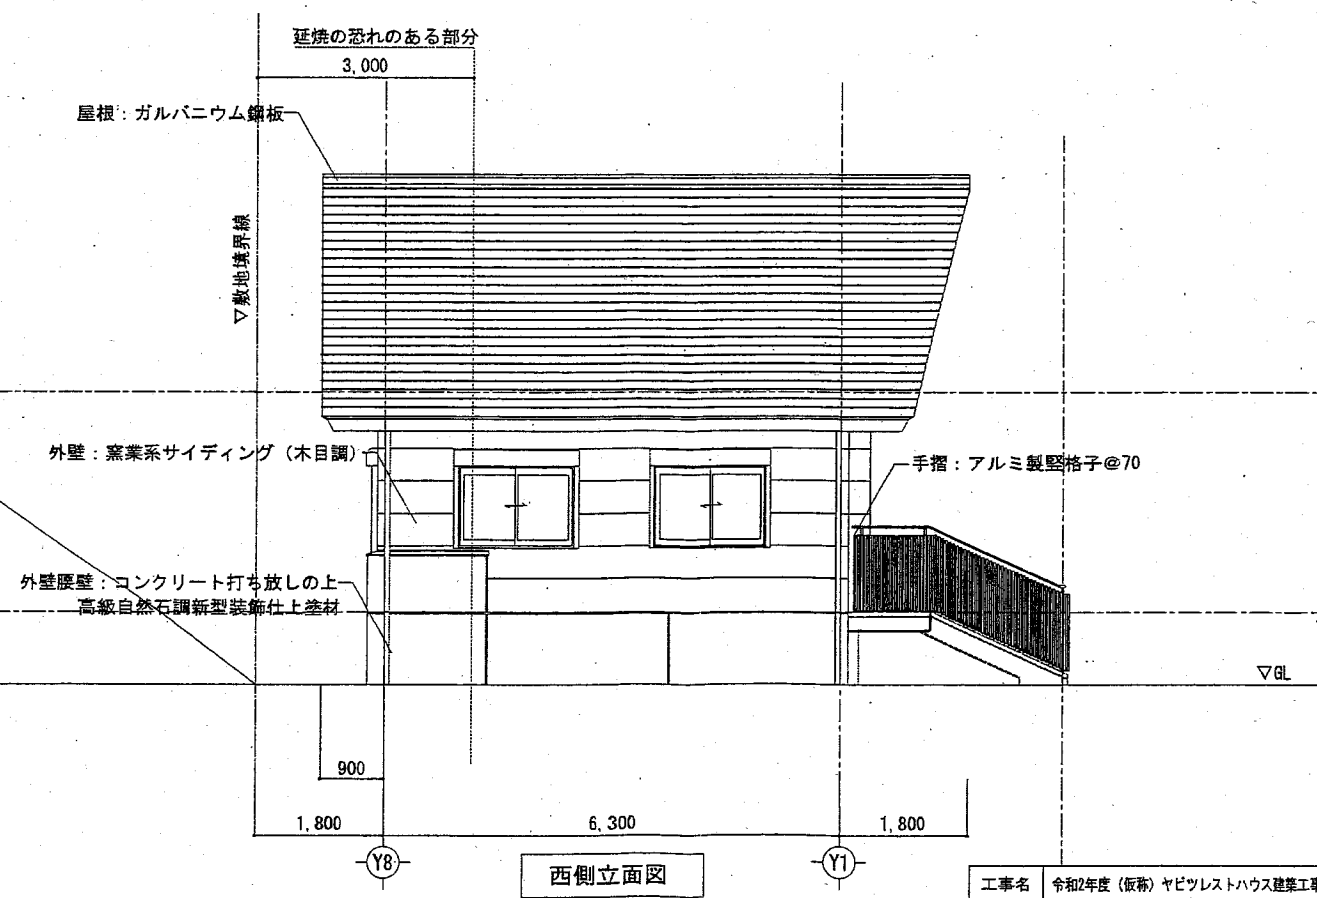 延焼の恐れのある部分
3,000
屋根：ガルバニウム鋼板
▽敷地境界線
外壁：窯業系サイディング（木目調）
手摺：アルミ製竪格子@70
外壁腰壁：コンクリート打ち放しの上
高級自然石調新型装飾仕上塗材
▽GL
900
1,800
6,300
1,800
Y8
Y1
西側立面図
工事名
令和2年度（仮称）ヤビツレストハウス建築工事